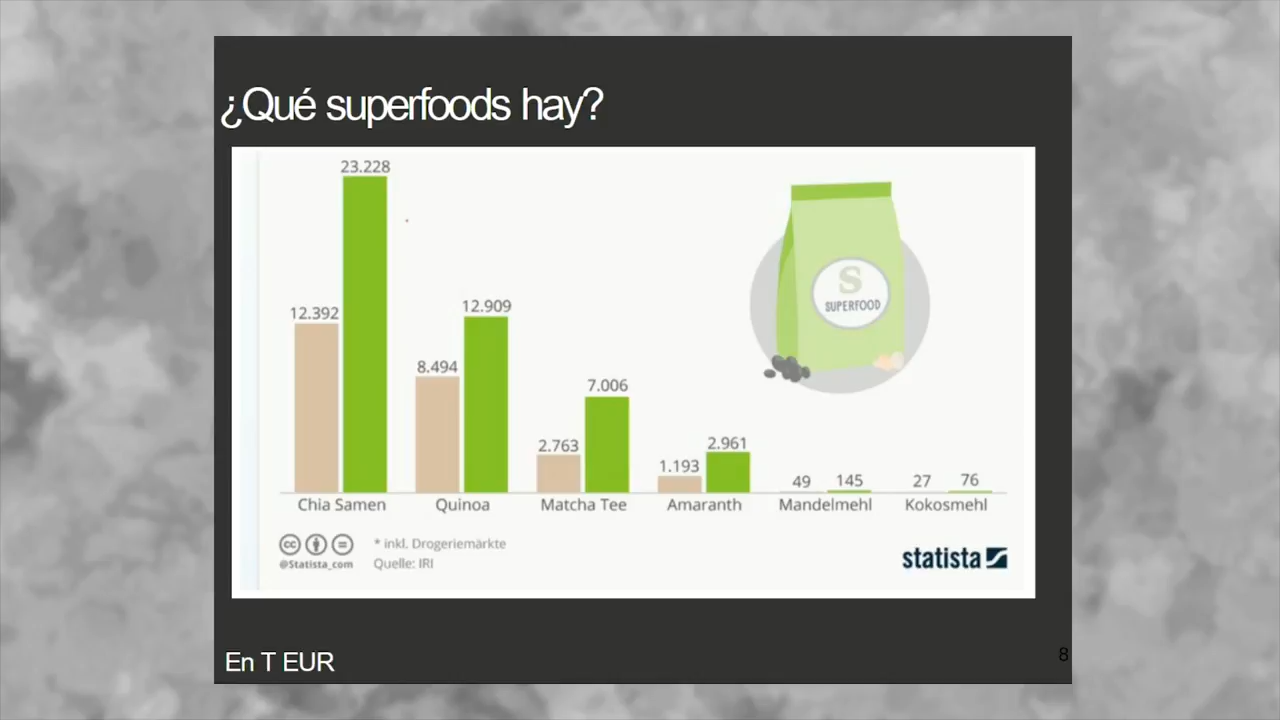 ¿Qué superfoods hay?
23.228
12.392
12.909
8.494
7.006
2.763
2.961
1.193
49 145
27 76
Chia Samen Quinoa Matcha Tee Amaranth Mandelmehl Kokosmehl
S
SUPERFOOD
cc
@Statista_com
* inkl. Drogeriemärkte
Quelle: IRI
statista
En T EUR
8